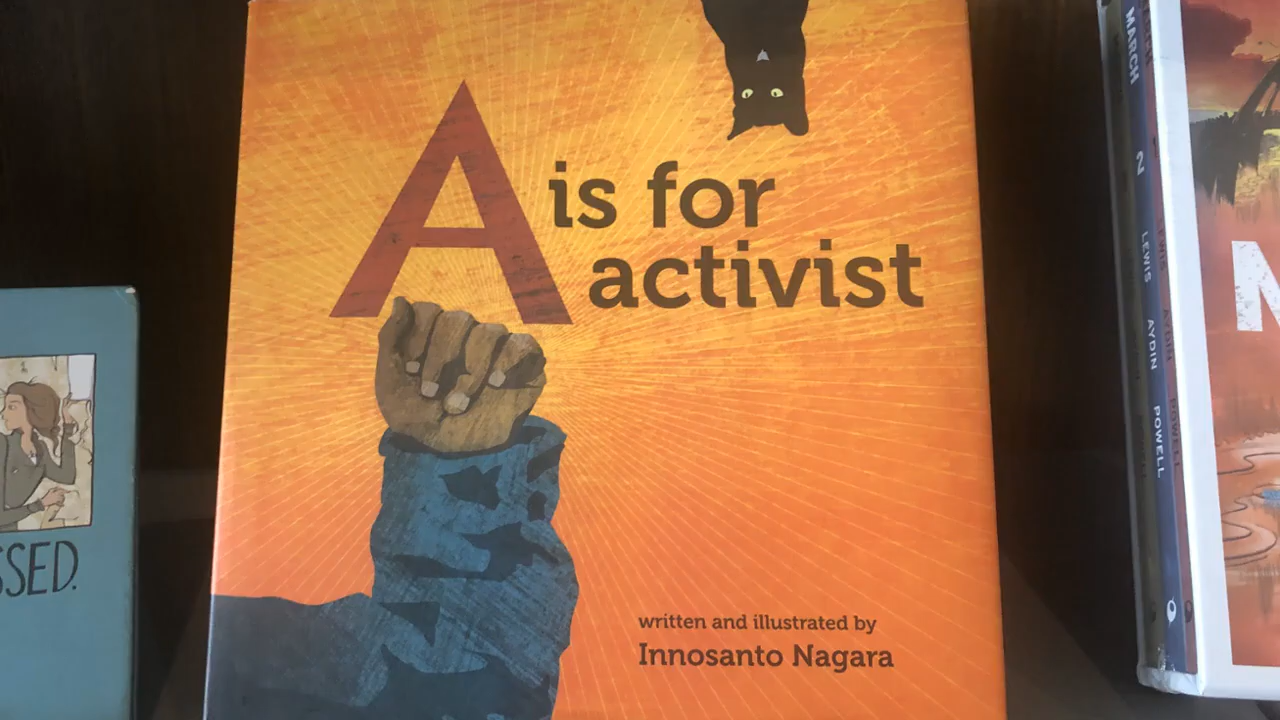 SSED.
A is for
activist
written and illustrated by
Innosanto Nagara
MARCH 2 LEWIS AYDIN POWELL